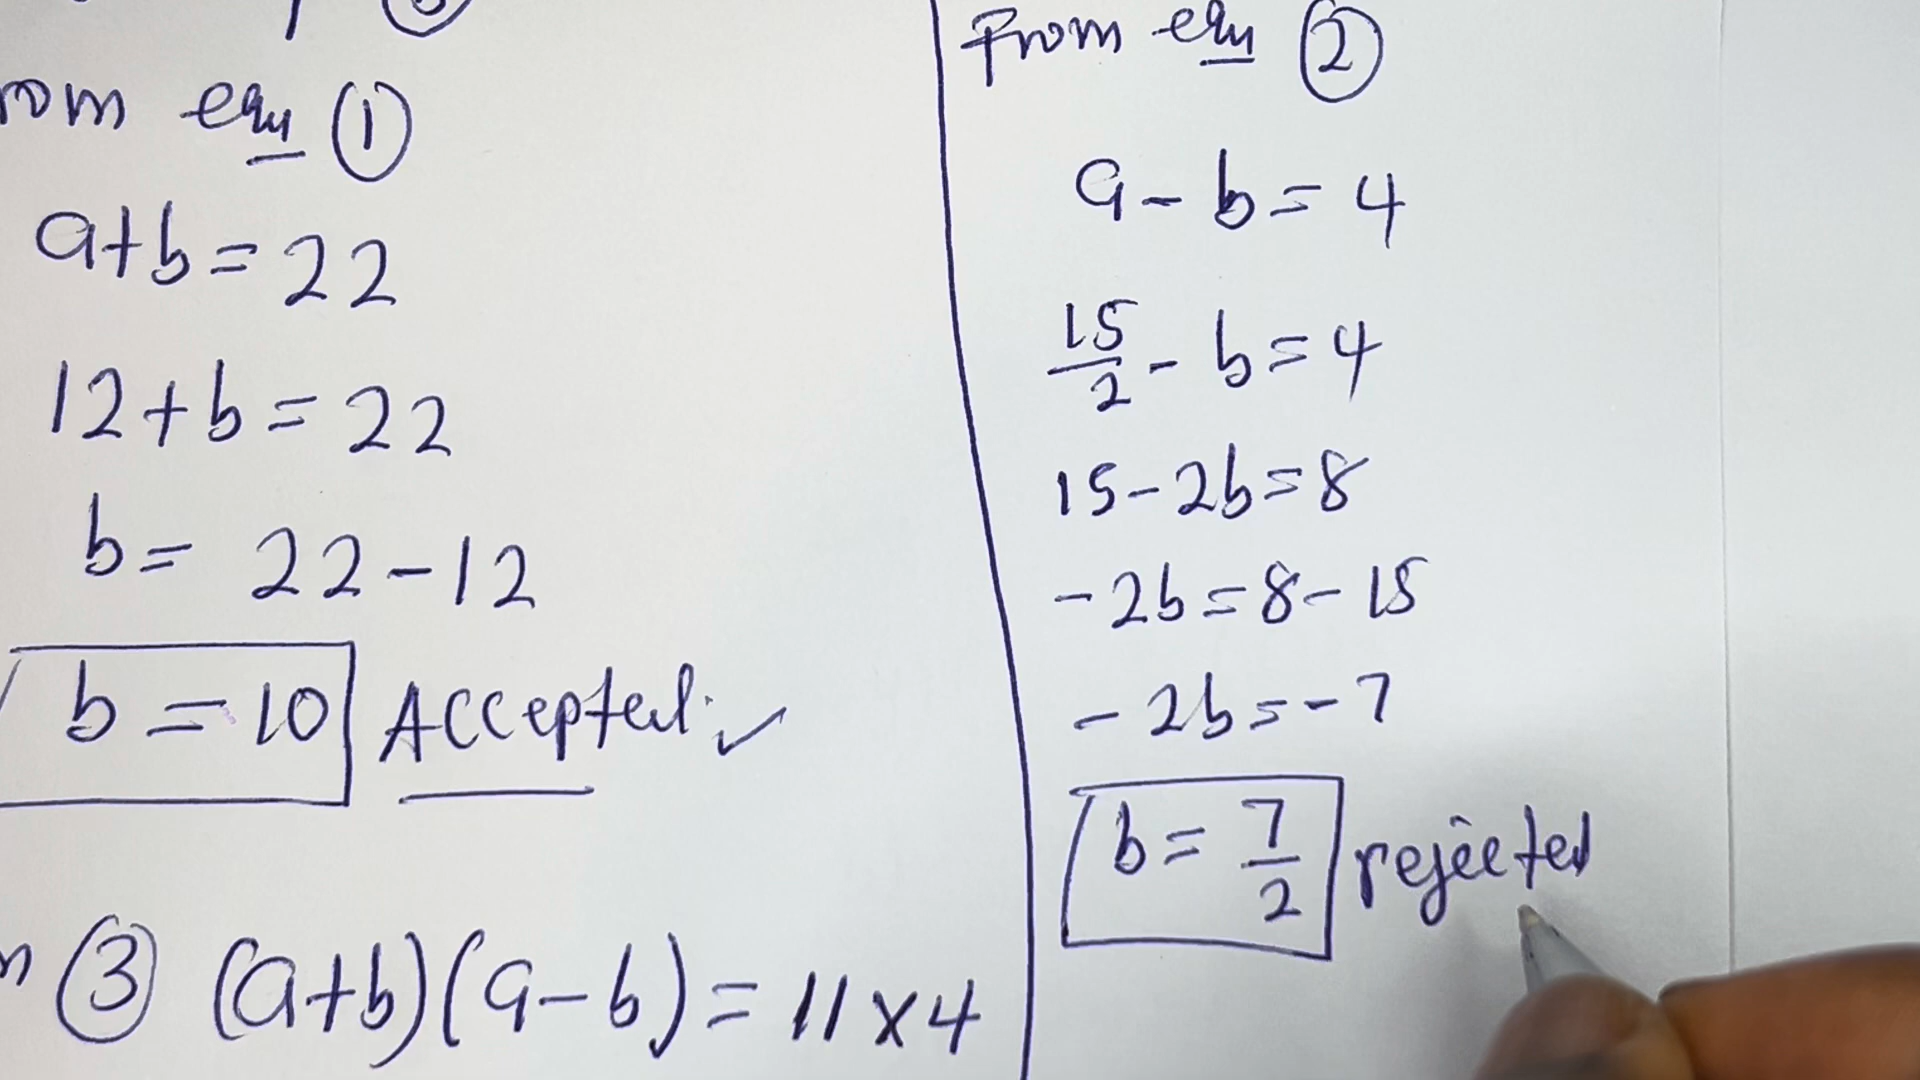 rom eqn ①
a+b=22
12+b=22
b= 22-12
b=10 Accepted. ✓
n ③ (a+b)(a-b)=11×4
From eqn ②
a-b=4
15/2-b=4
15-2b=8
-2b=8-15
-2b=-7
b=7/2 rejected